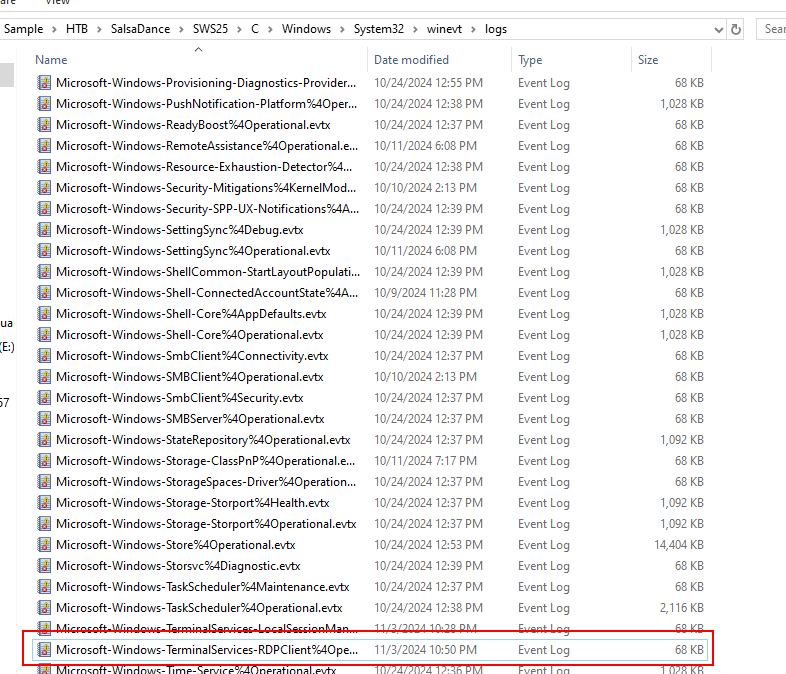 are View
Sample > HTB > SalsaDance > SWS25 > C > Windows > System32 > winevt > logs Sear
Name Date modified Type Size
Microsoft-Windows-Provisioning-Diagnostics-Provider... 10/24/2024 12:55 PM Event Log 68 KB
Microsoft-Windows-PushNotification-Platform%4Oper... 10/24/2024 12:38 PM Event Log 1,028 KB
Microsoft-Windows-ReadyBoost%4Operational.evtx 10/24/2024 12:37 PM Event Log 68 KB
Microsoft-Windows-RemoteAssistance%4Operational.e... 10/11/2024 6:08 PM Event Log 68 KB
Microsoft-Windows-Resource-Exhaustion-Detector%4... 10/24/2024 12:38 PM Event Log 68 KB
Microsoft-Windows-Security-Mitigations%4KernelMod... 10/10/2024 2:13 PM Event Log 68 KB
Microsoft-Windows-Security-SPP-UX-Notifications%4A... 10/24/2024 12:39 PM Event Log 68 KB
Microsoft-Windows-SettingSync%4Debug.evtx 10/24/2024 12:39 PM Event Log 1,028 KB
Microsoft-Windows-SettingSync%4Operational.evtx 10/11/2024 6:08 PM Event Log 68 KB
Microsoft-Windows-ShellCommon-StartLayoutPopulati... 10/24/2024 12:39 PM Event Log 1,028 KB
Microsoft-Windows-Shell-ConnectedAccountState%4A... 10/9/2024 11:28 PM Event Log 68 KB
Microsoft-Windows-Shell-Core%4AppDefaults.evtx 10/24/2024 12:39 PM Event Log 1,028 KB
ua
Microsoft-Windows-Shell-Core%4Operational.evtx 10/24/2024 12:39 PM Event Log 1,028 KB
(E:)
Microsoft-Windows-SmbClient%4Connectivity.evtx 10/24/2024 12:37 PM Event Log 68 KB
Microsoft-Windows-SMBClient%4Operational.evtx 10/10/2024 2:13 PM Event Log 68 KB
Microsoft-Windows-SmbClient%4Security.evtx 10/24/2024 12:37 PM Event Log 68 KB
57
Microsoft-Windows-SMBServer%4Operational.evtx 10/24/2024 12:37 PM Event Log 68 KB
Microsoft-Windows-StateRepository%4Operational.evtx 10/24/2024 12:37 PM Event Log 1,092 KB
Microsoft-Windows-Storage-ClassPnP%4Operational.e... 10/11/2024 7:17 PM Event Log 68 KB
Microsoft-Windows-StorageSpaces-Driver%4Operation... 10/24/2024 12:37 PM Event Log 68 KB
Microsoft-Windows-Storage-Storport%4Health.evtx 10/24/2024 12:37 PM Event Log 1,092 KB
Microsoft-Windows-Storage-Storport%4Operational.evtx 10/24/2024 12:37 PM Event Log 1,092 KB
Microsoft-Windows-Store%4Operational.evtx 10/24/2024 12:53 PM Event Log 14,404 KB
Microsoft-Windows-Storsvc%4Diagnostic.evtx 10/24/2024 12:39 PM Event Log 68 KB
Microsoft-Windows-TaskScheduler%4Maintenance.evtx 10/24/2024 12:37 PM Event Log 68 KB
Microsoft-Windows-TaskScheduler%4Operational.evtx 10/24/2024 12:38 PM Event Log 2,116 KB
Microsoft-Windows-TerminalServices-LocalSessionMan... 11/3/2024 10:28 PM Event Log 68 KB
Microsoft-Windows-TerminalServices-RDPClient%4Ope... 11/3/2024 10:50 PM Event Log 68 KB
Microsoft-Windows-Time-Service%4Operational.evtx 10/24/2024 12:36 PM Event Log 68 KB